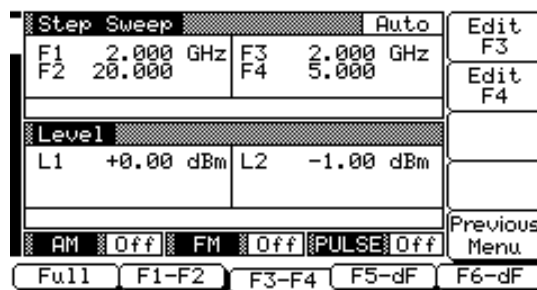 Step Sweep Auto
F1 2.000 GHz F3 2.000 GHz
F2 20.000 F4 5.000
Level
L1 +0.00 dBm L2 -1.00 dBm
AM Off FM Off PULSE Off
Edit
F3
Edit
F4
Previous
Menu
Full F1-F2 F3-F4 F5-dF F6-dF